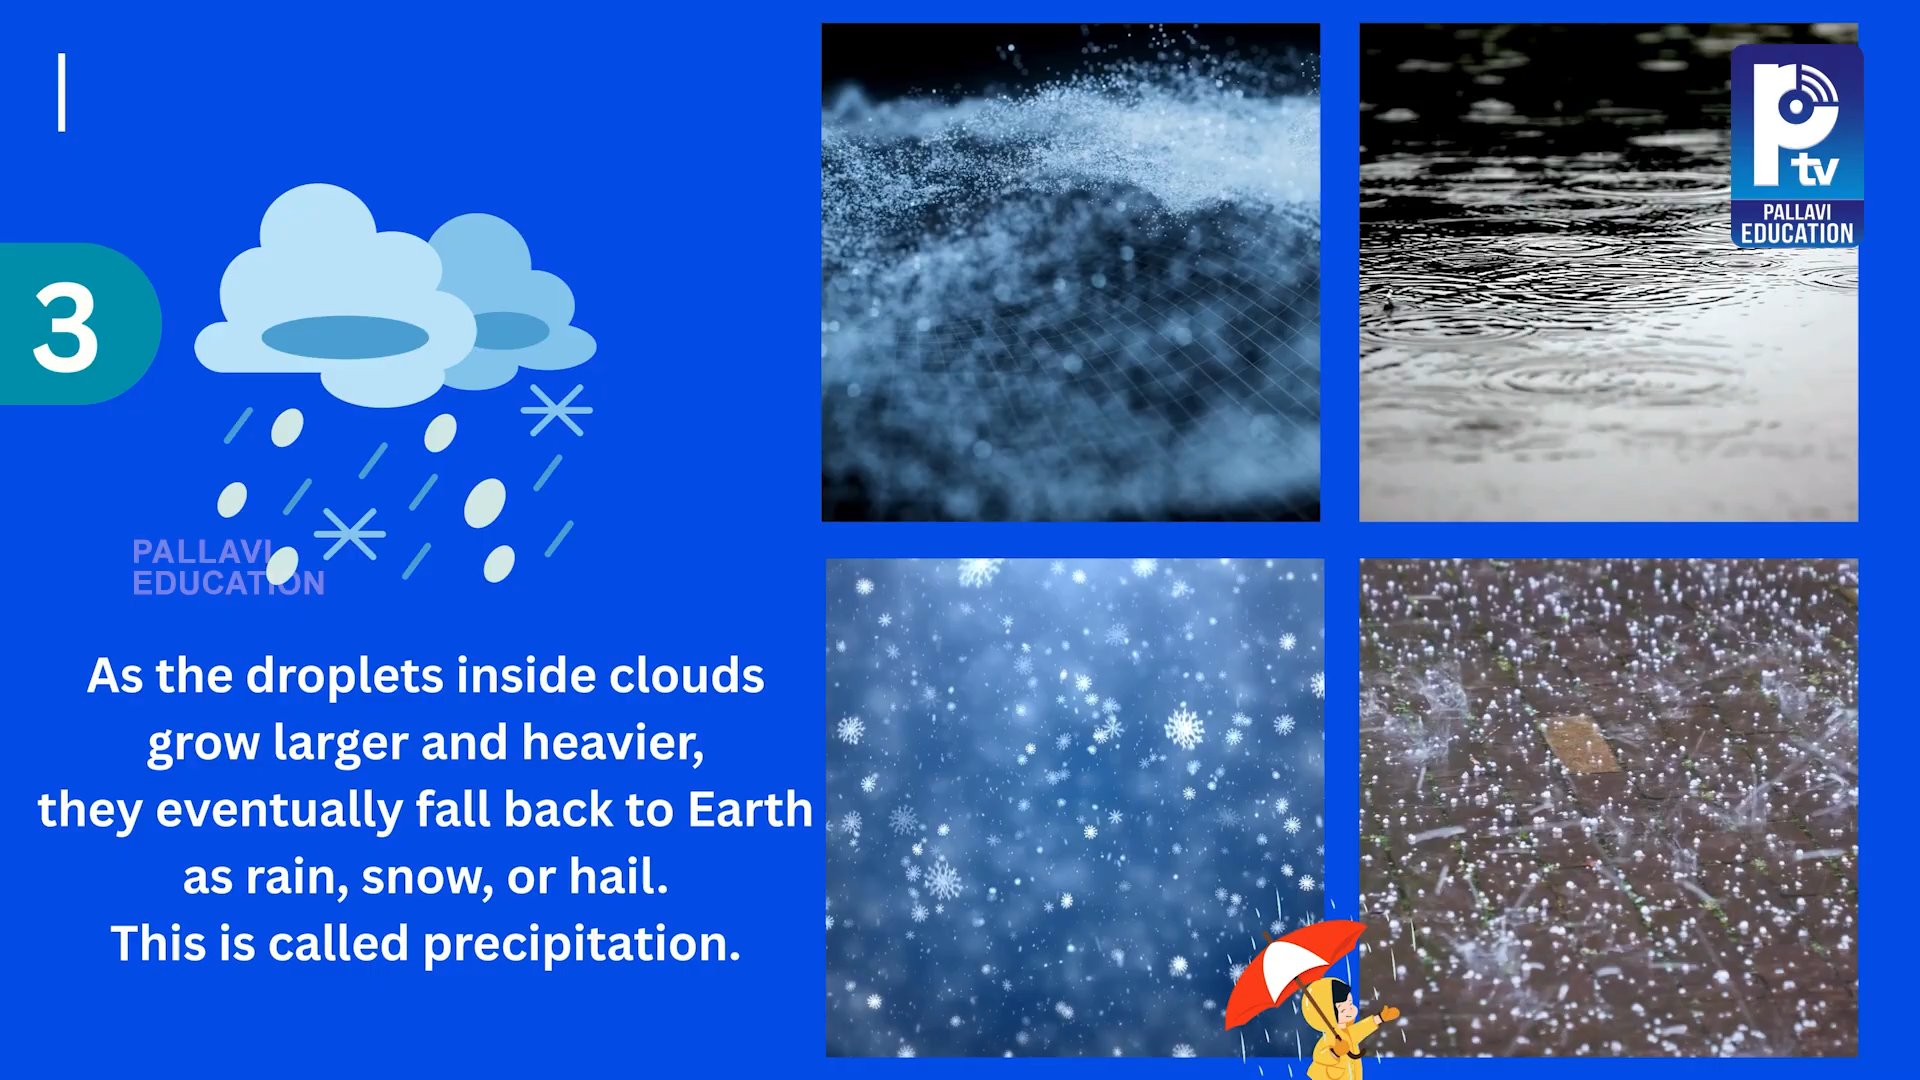 3
PALLAVI
EDUCATION
As the droplets inside clouds
grow larger and heavier,
they eventually fall back to Earth
as rain, snow, or hail.
This is called precipitation.
P tv
PALLAVI
EDUCATION